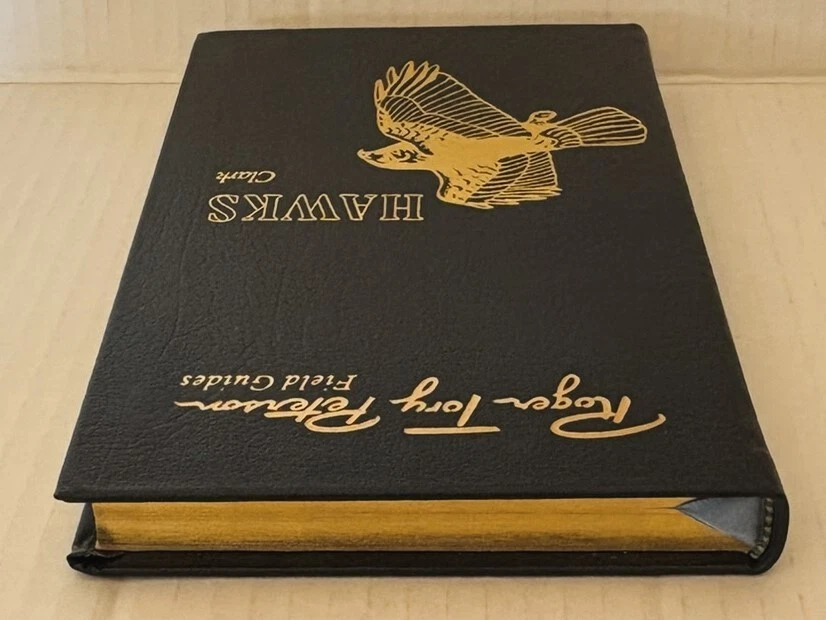 Roger Tory Peterson
Field Guides
HAWKS
Clark